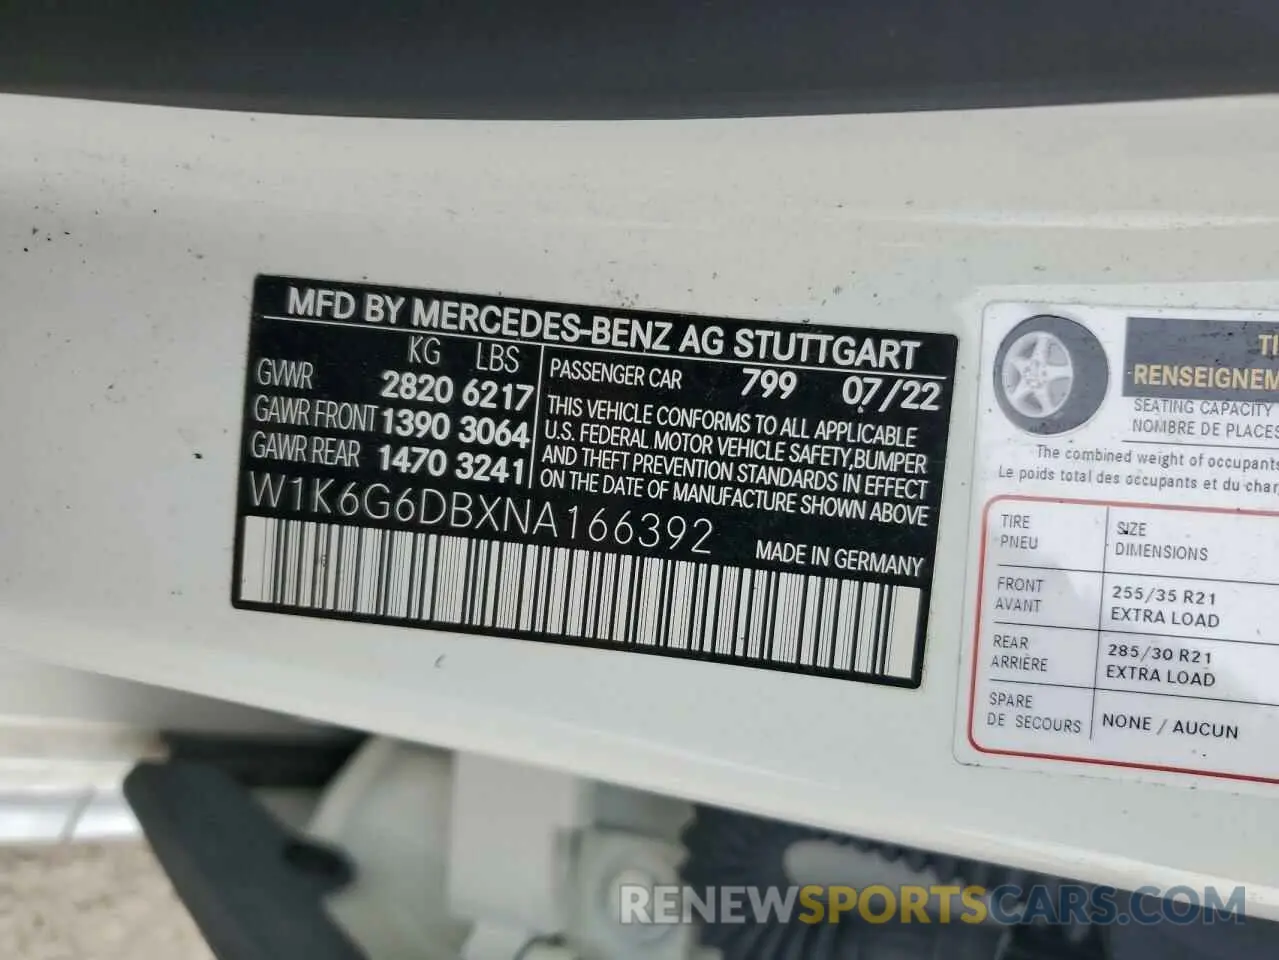 MFD BY MERCEDES-BENZ AG STUTTGART
KG LBS
GVWR 2820 6217
GAWR FRONT 1390 3064
GAWR REAR 1470 3241
PASSENGER CAR 799 07/22
THIS VEHICLE CONFORMS TO ALL APPLICABLE
U.S. FEDERAL MOTOR VEHICLE SAFETY,BUMPER
AND THEFT PREVENTION STANDARDS IN EFFECT
ON THE DATE OF MANUFACTURE SHOWN ABOVE
W1K6G6DBXNA166392
MADE IN GERMANY
TI
RENSEIGNEM
SEATING CAPACITY
NOMBRE DE PLACES
The combined weight of occupants
Le poids total des occupants et du char
TIRE SIZE
PNEU DIMENSIONS
FRONT 255/35 R21
AVANT EXTRA LOAD
REAR 285/30 R21
ARRIÈRE EXTRA LOAD
SPARE NONE / AUCUN
DE SECOURS
RENEWSPORTSCARS.COM